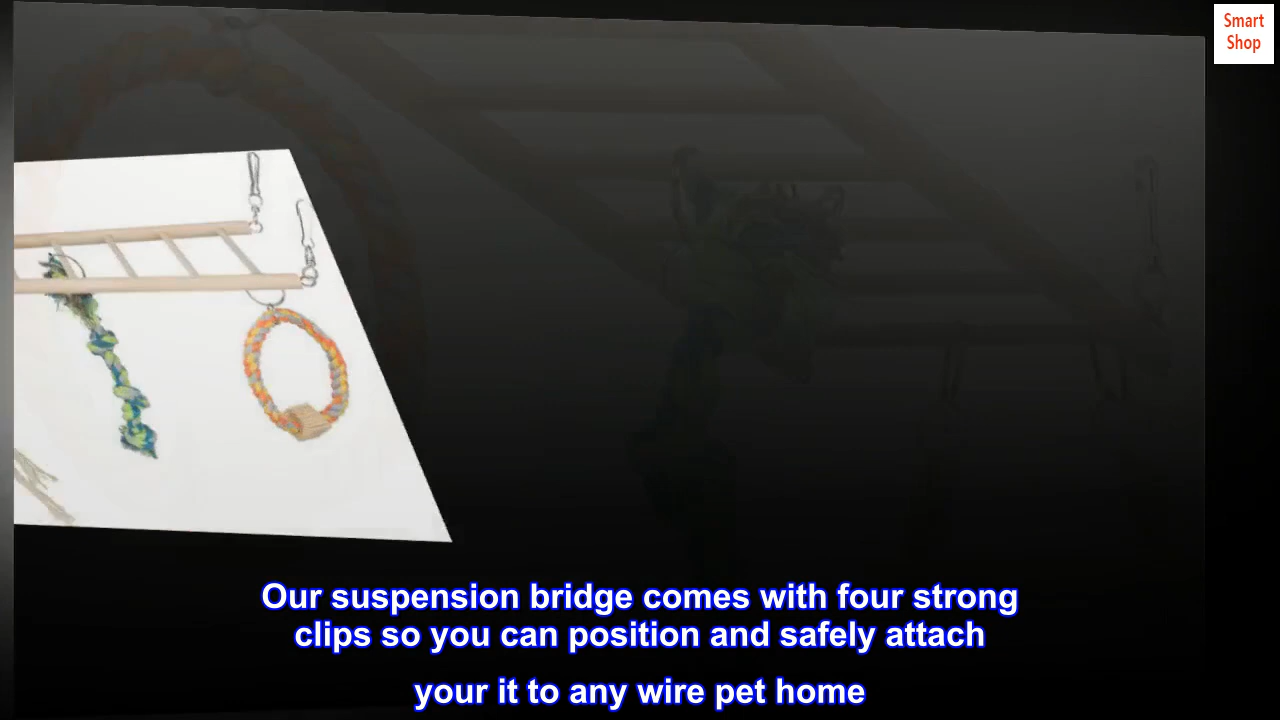 Smart
Shop
Our suspension bridge comes with four strong
clips so you can position and safely attach
your it to any wire pet home